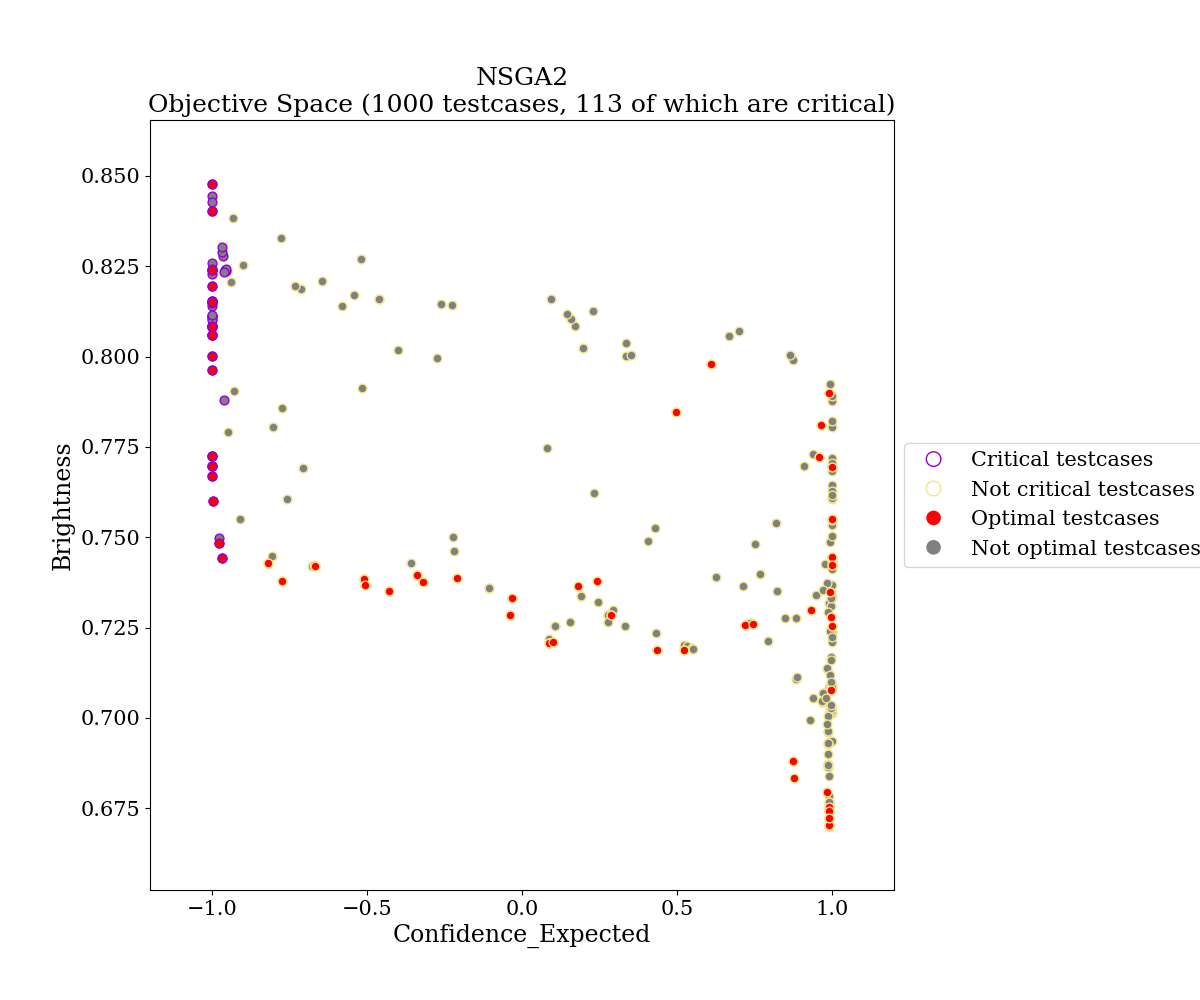 NSGA2
Objective Space (1000 testcases, 113 of which are critical)
0.850
0.825
0.800
0.775
0.750
0.725
0.700
0.675
Brightness
−1.0
−0.5
0.0
0.5
1.0
Confidence_Expected
Critical testcases
Not critical testcases
Optimal testcases
Not optimal testcases